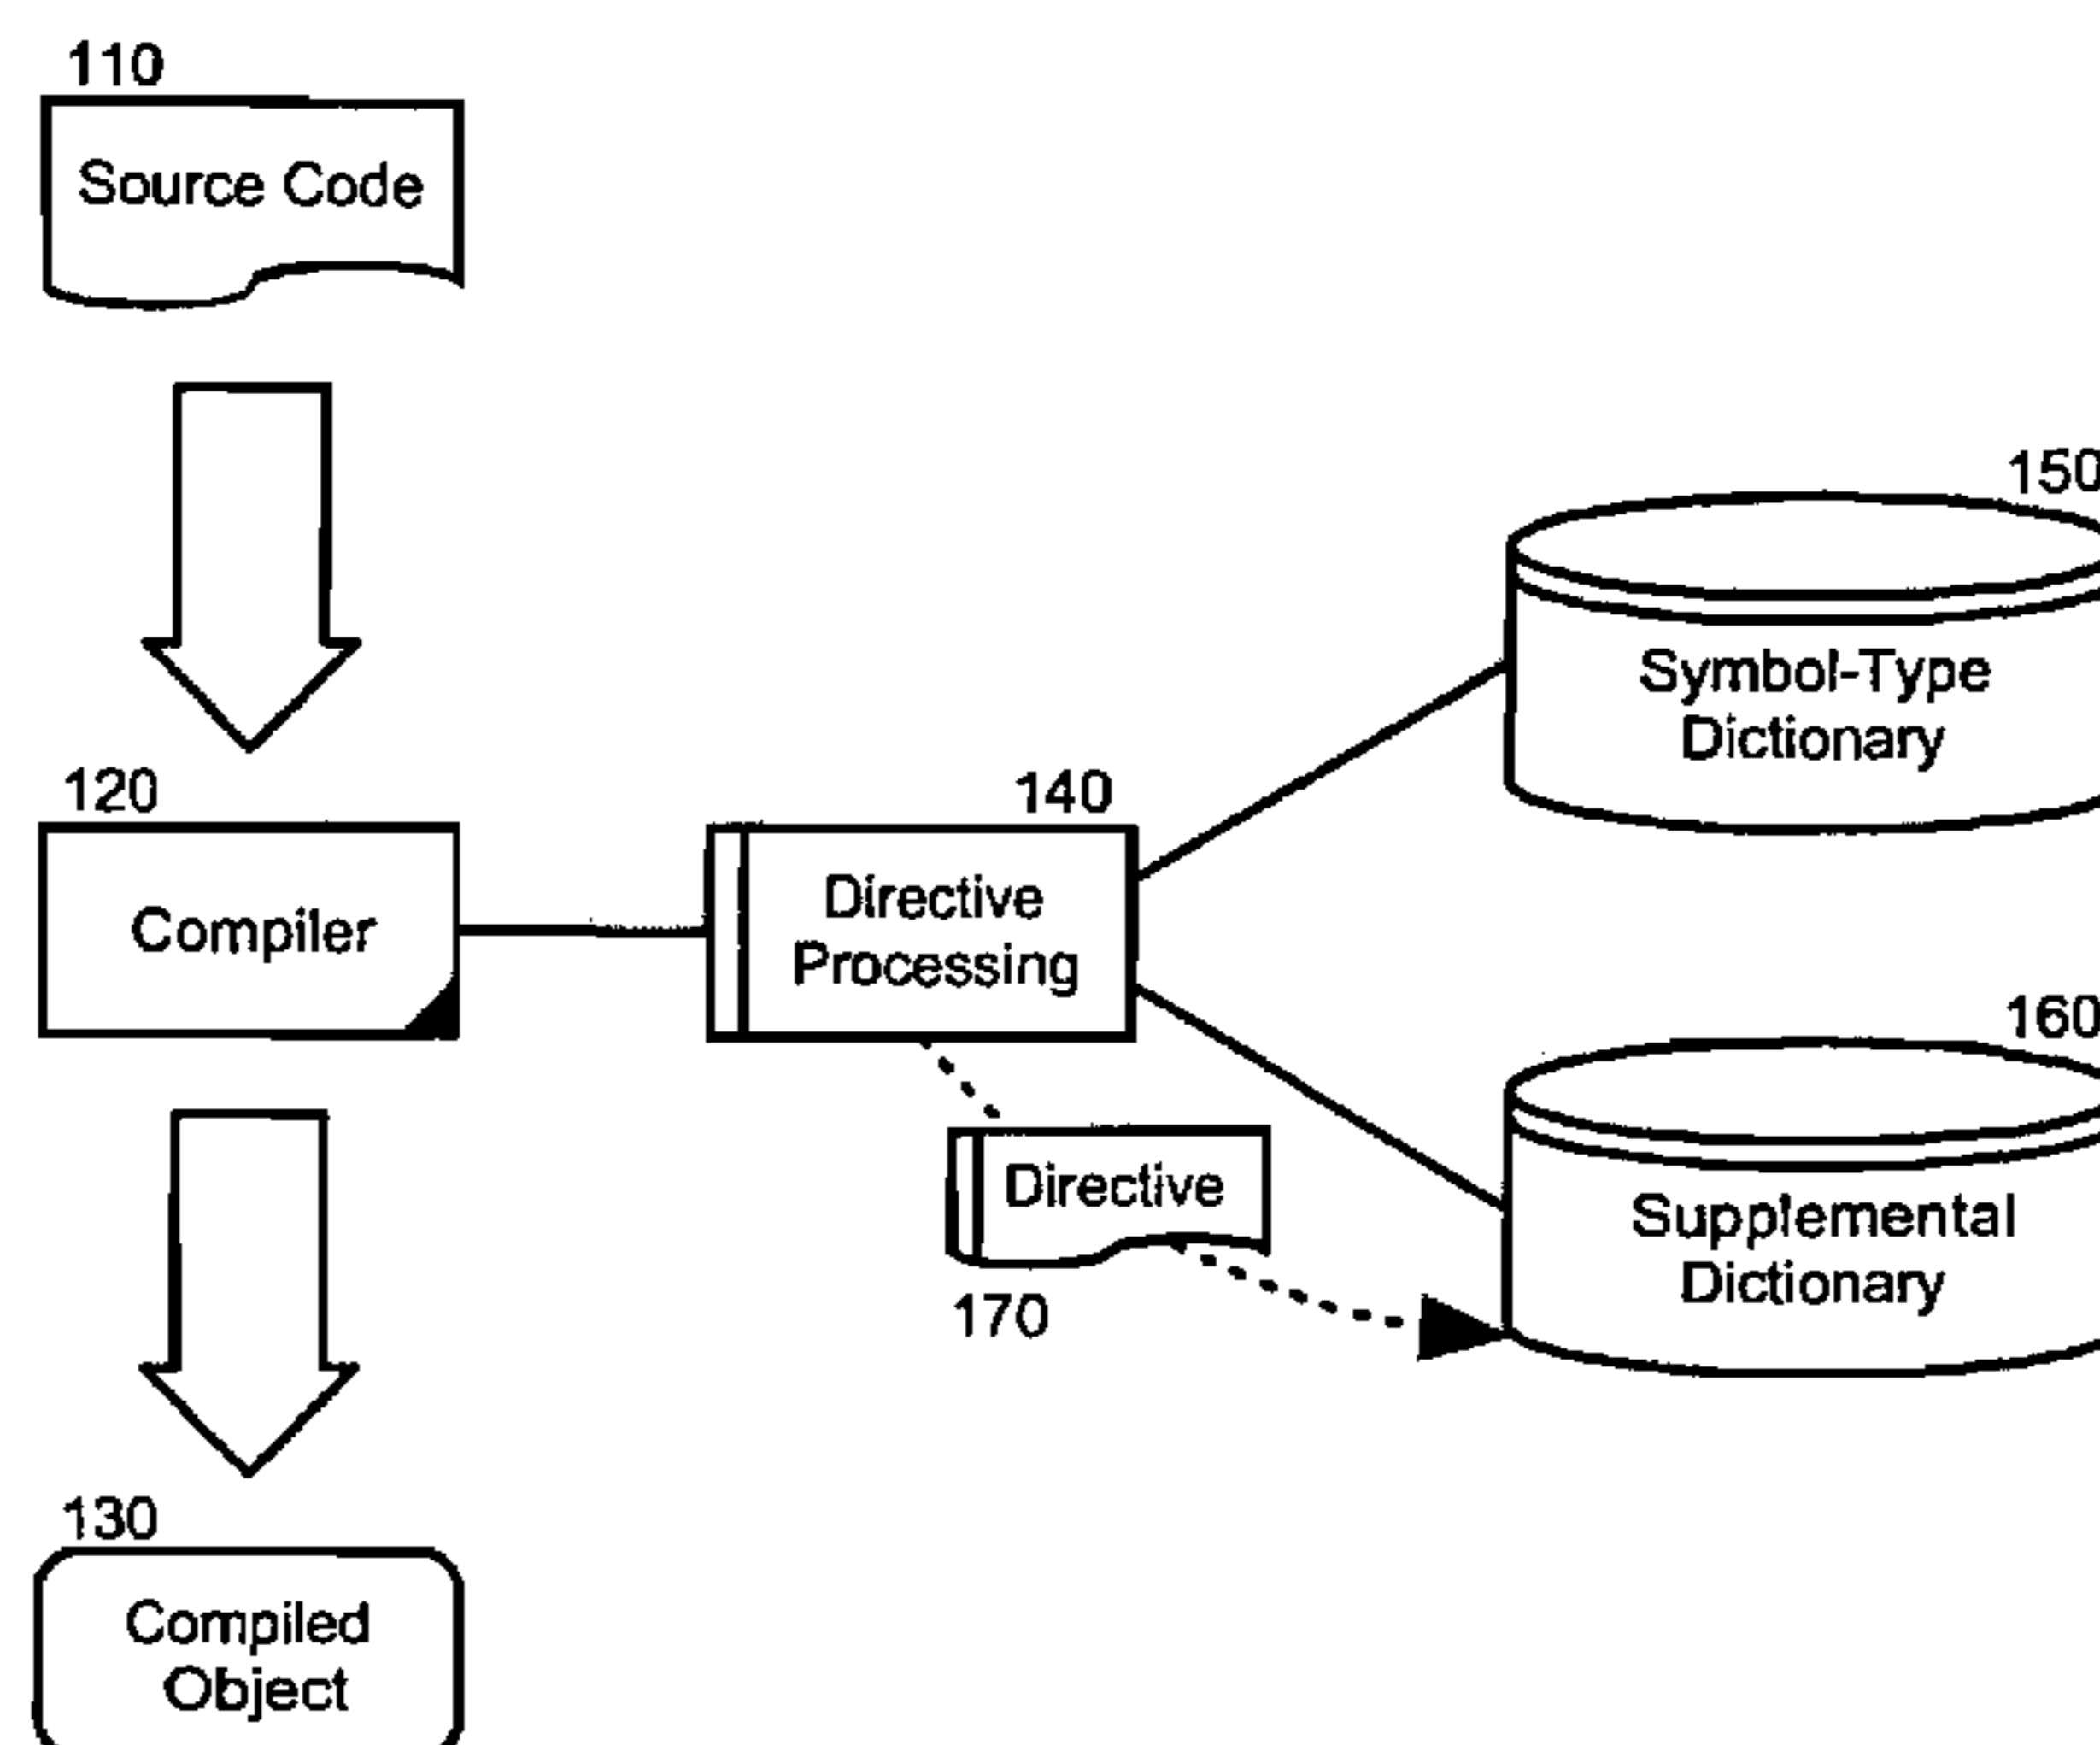 110
Source Code
150
Symbol-Type
Dictionary
120
Compiler
140
Directive
Processing
160
Supplemental
Dictionary
Directive
170
130
Compiled
Object